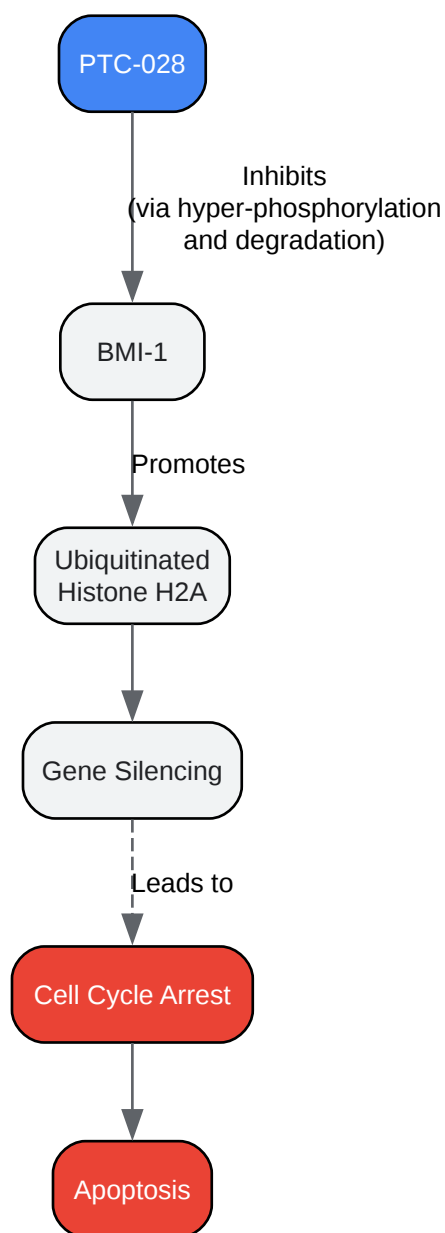 PTC-028
Inhibits
(via hyper-phosphorylation
and degradation)
BMI-1
Promotes
Ubiquitinated
Histone H2A
Gene Silencing
Leads to
Cell Cycle Arrest
Apoptosis